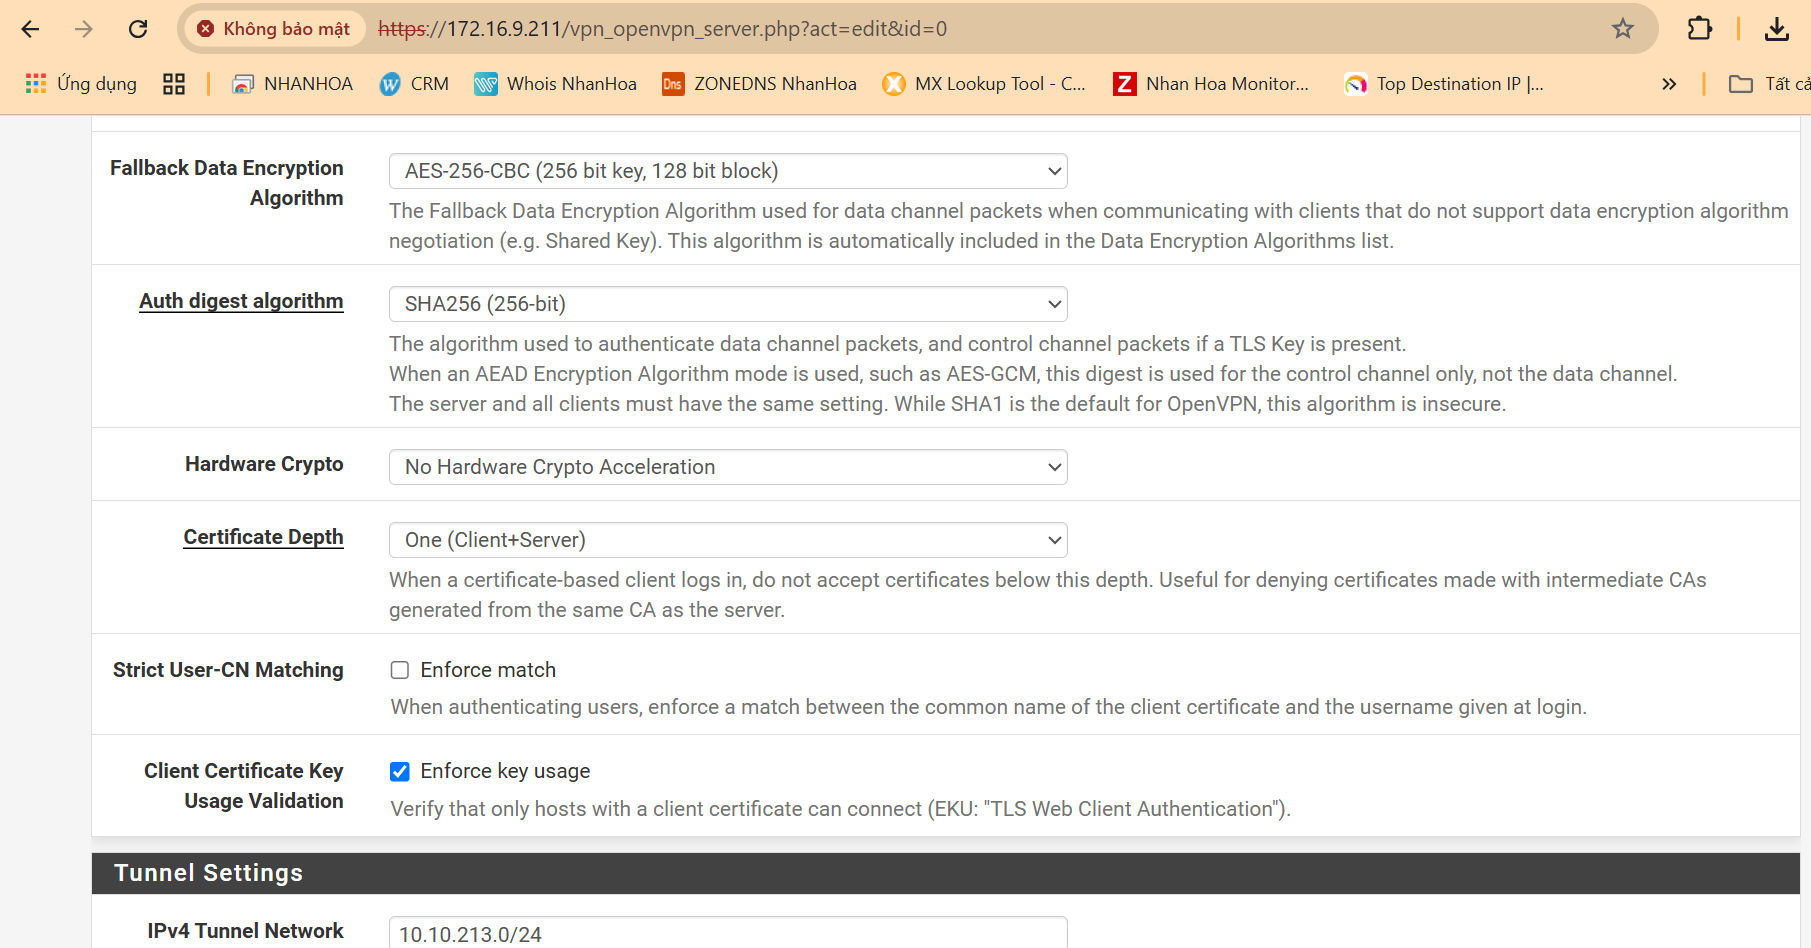 Không bảo mật https://172.16.9.211/vpn_openvpn_server.php?act=edit&id=0
Ứng dụng NHANHOA CRM Whois NhanHoa Dns ZONEDNS NhanHoa MX Lookup Tool - C... Z Nhan Hoa Monitor... Top Destination IP |... » Tất cả
Fallback Data Encryption Algorithm
AES-256-CBC (256 bit key, 128 bit block)
The Fallback Data Encryption Algorithm used for data channel packets when communicating with clients that do not support data encryption algorithm
negotiation (e.g. Shared Key). This algorithm is automatically included in the Data Encryption Algorithms list.
Auth digest algorithm
SHA256 (256-bit)
The algorithm used to authenticate data channel packets, and control channel packets if a TLS Key is present.
When an AEAD Encryption Algorithm mode is used, such as AES-GCM, this digest is used for the control channel only, not the data channel.
The server and all clients must have the same setting. While SHA1 is the default for OpenVPN, this algorithm is insecure.
Hardware Crypto
No Hardware Crypto Acceleration
Certificate Depth
One (Client+Server)
When a certificate-based client logs in, do not accept certificates below this depth. Useful for denying certificates made with intermediate CAs
generated from the same CA as the server.
Strict User-CN Matching
Enforce match
When authenticating users, enforce a match between the common name of the client certificate and the username given at login.
Client Certificate Key
Usage Validation
Enforce key usage
Verify that only hosts with a client certificate can connect (EKU: "TLS Web Client Authentication").
Tunnel Settings
IPv4 Tunnel Network
10.10.213.0/24